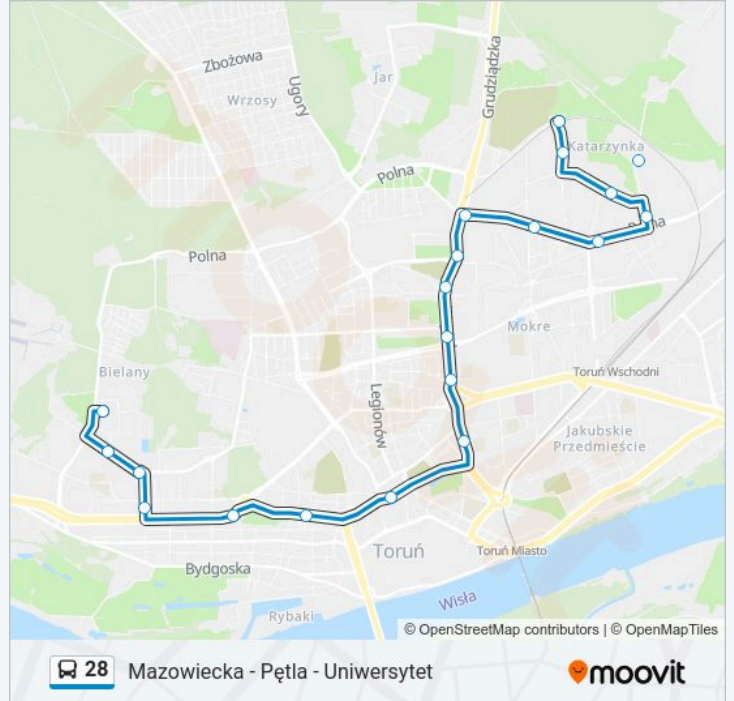 Zbożowa
Grudziądzka
Jar
Ugory
Wrzosy
Katarzynka
Polna
Polna
Mokre
Bielany
Toruń Wschodni
Legionów
Jakubskie
Przedmieście
Toruń
Toruń Miasto
Bydgoska
Wisła
Rybaki
© OpenStreetMap contributors | © OpenMapTiles
28 Mazowiecka - Pętla - Uniwersytet
moovit